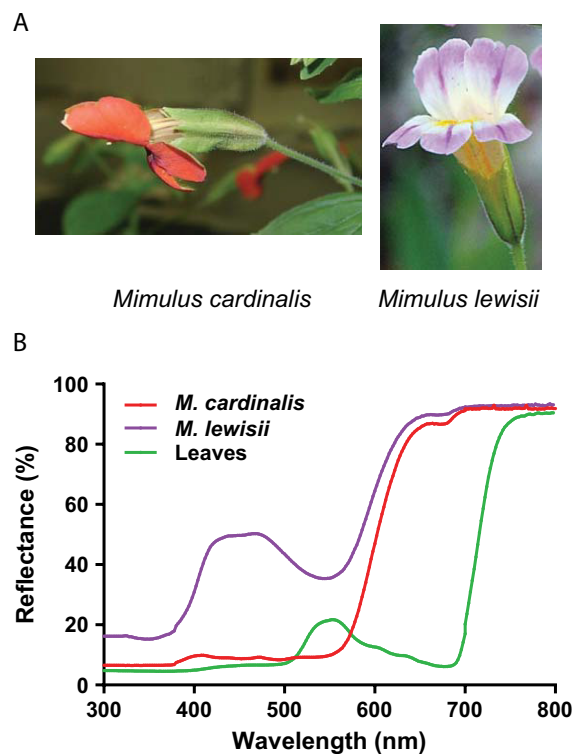 A
Mimulus cardinalis
Mimulus lewisii
B
M. cardinalis
M. lewisii
Leaves
Reflectance (%)
100
80
60
40
20
0
300 400 500 600 700 800
Wavelength (nm)